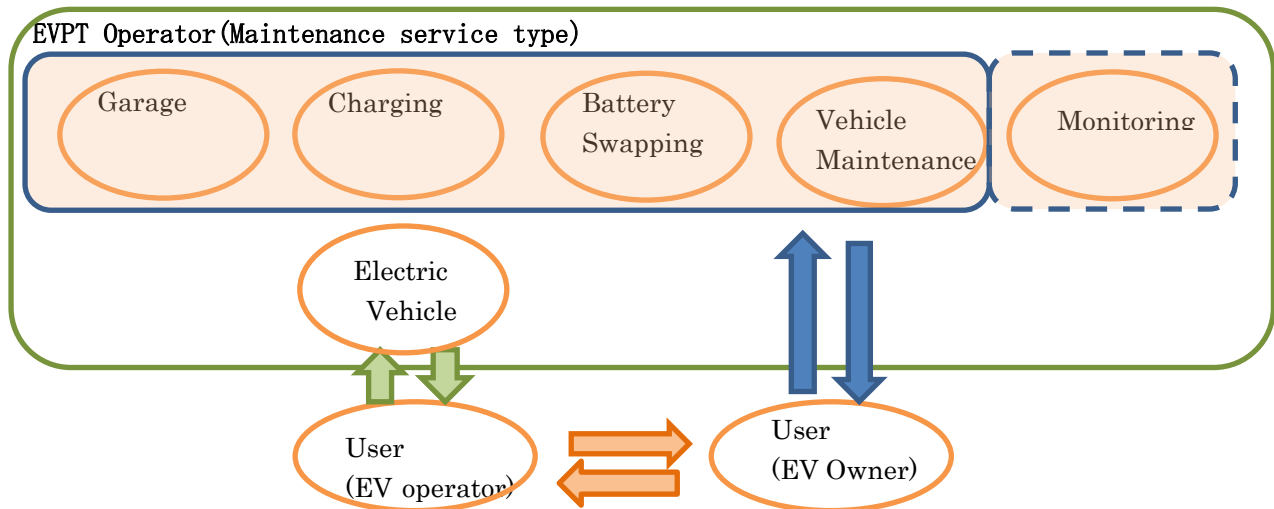 EVPT Operator(Maintenance service type)
Garage
Charging
Battery
Swapping
Vehicle
Maintenance
Monitoring
Electric
Vehicle
User
(EV operator)
User
(EV Owner)